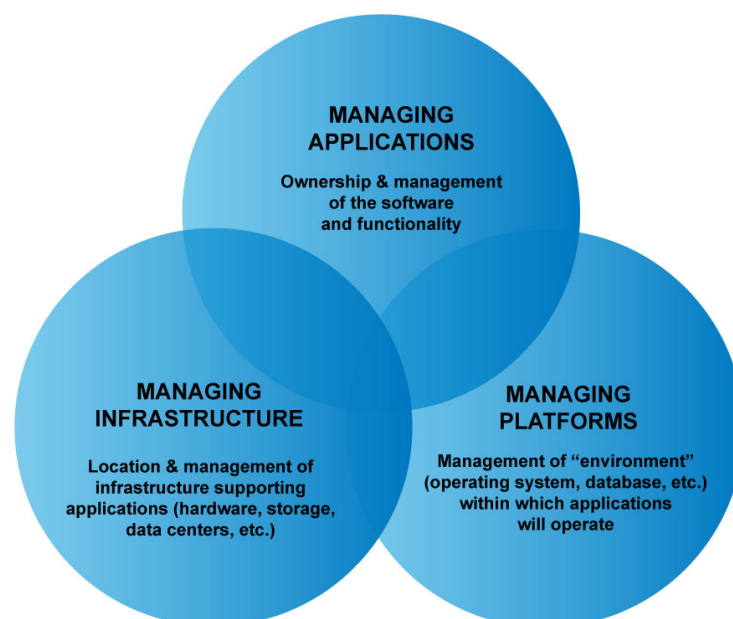 MANAGING
APPLICATIONS
Ownership & management
of the software
and functionality
MANAGING
INFRASTRUCTURE
Location & management of
infrastructure supporting
applications (hardware, storage,
data centers, etc.)
MANAGING
PLATFORMS
Management of “environment”
(operating system, database, etc.)
within which applications
will operate